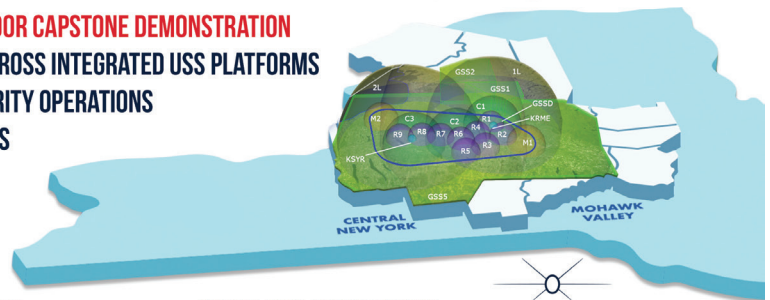 OOR CAPSTONE DEMONSTRATION
ROSS INTEGRATED USS PLATFORMS
RITY OPERATIONS
S
GSS2
1L
2L
GSS1
C1
GSSD
M2
C3
C2
R1
KRME
R4
R9
R8
R7
R6
R2
M1
R3
R5
KSYR
GSS5
CENTRAL
NEW YORK
MOHAWK
VALLEY